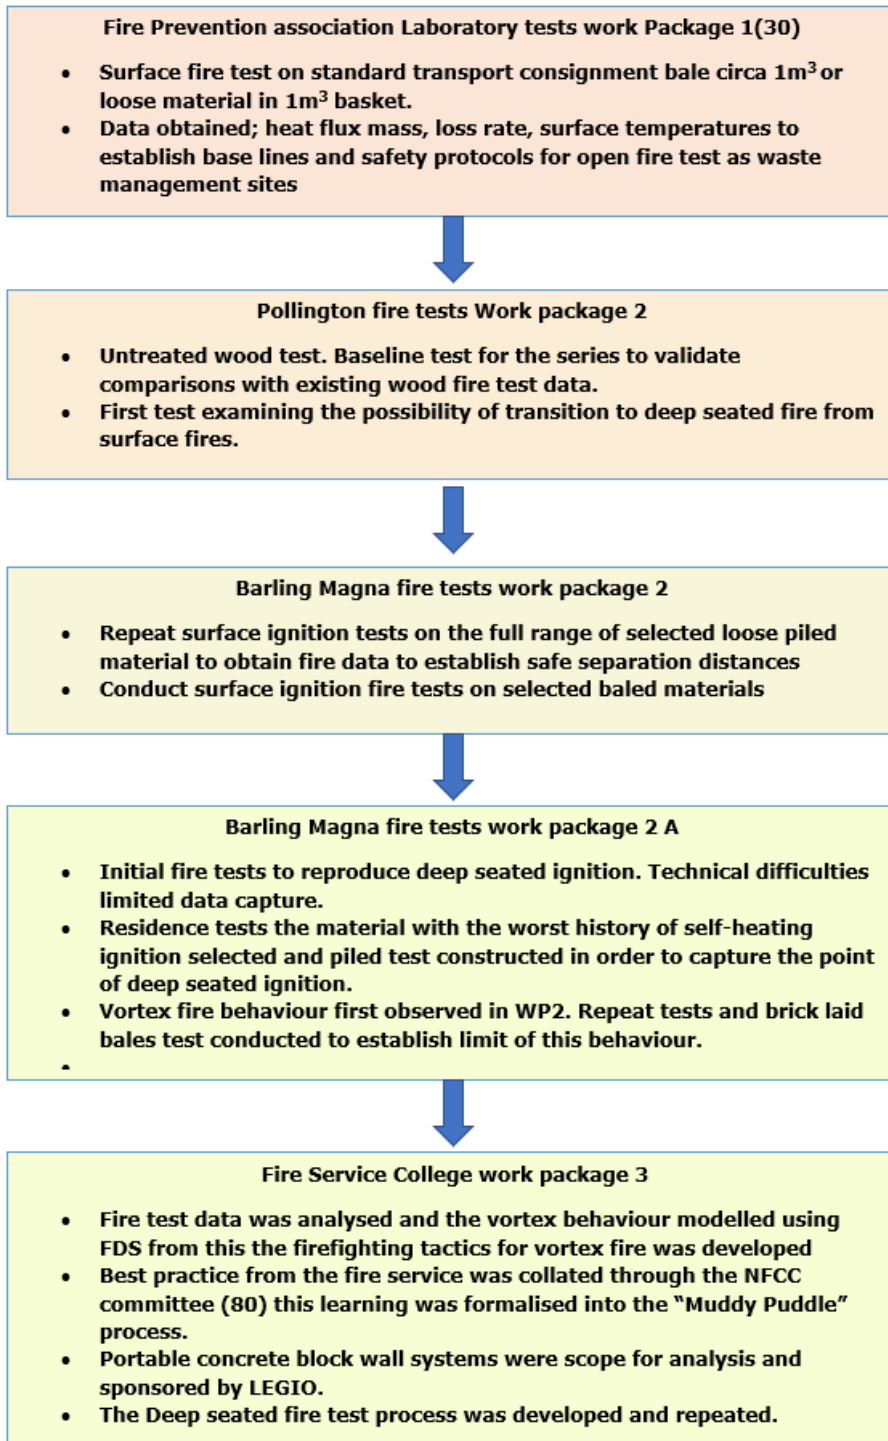 Fire Prevention association Laboratory tests work Package 1(30)
• Surface fire test on standard transport consignment bale circa 1m³ or
loose material in 1m³ basket.
• Data obtained; heat flux mass, loss rate, surface temperatures to
establish base lines and safety protocols for open fire test as waste
management sites
Pollington fire tests Work package 2
• Untreated wood test. Baseline test for the series to validate
comparisons with existing wood fire test data.
• First test examining the possibility of transition to deep seated fire from
surface fires.
Barling Magna fire tests work package 2
• Repeat surface ignition tests on the full range of selected loose piled
material to obtain fire data to establish safe separation distances
• Conduct surface ignition fire tests on selected baled materials
Barling Magna fire tests work package 2 A
• Initial fire tests to reproduce deep seated ignition. Technical difficulties
limited data capture.
• Residence tests the material with the worst history of self-heating
ignition selected and piled test constructed in order to capture the point
of deep seated ignition.
• Vortex fire behaviour first observed in WP2. Repeat tests and brick laid
bales test conducted to establish limit of this behaviour.
•
Fire Service College work package 3
• Fire test data was analysed and the vortex behaviour modelled using
FDS from this the firefighting tactics for vortex fire was developed
• Best practice from the fire service was collated through the NFCC
committee (80) this learning was formalised into the “Muddy Puddle”
process.
• Portable concrete block wall systems were scope for analysis and
sponsored by LEGIO.
• The Deep seated fire test process was developed and repeated.